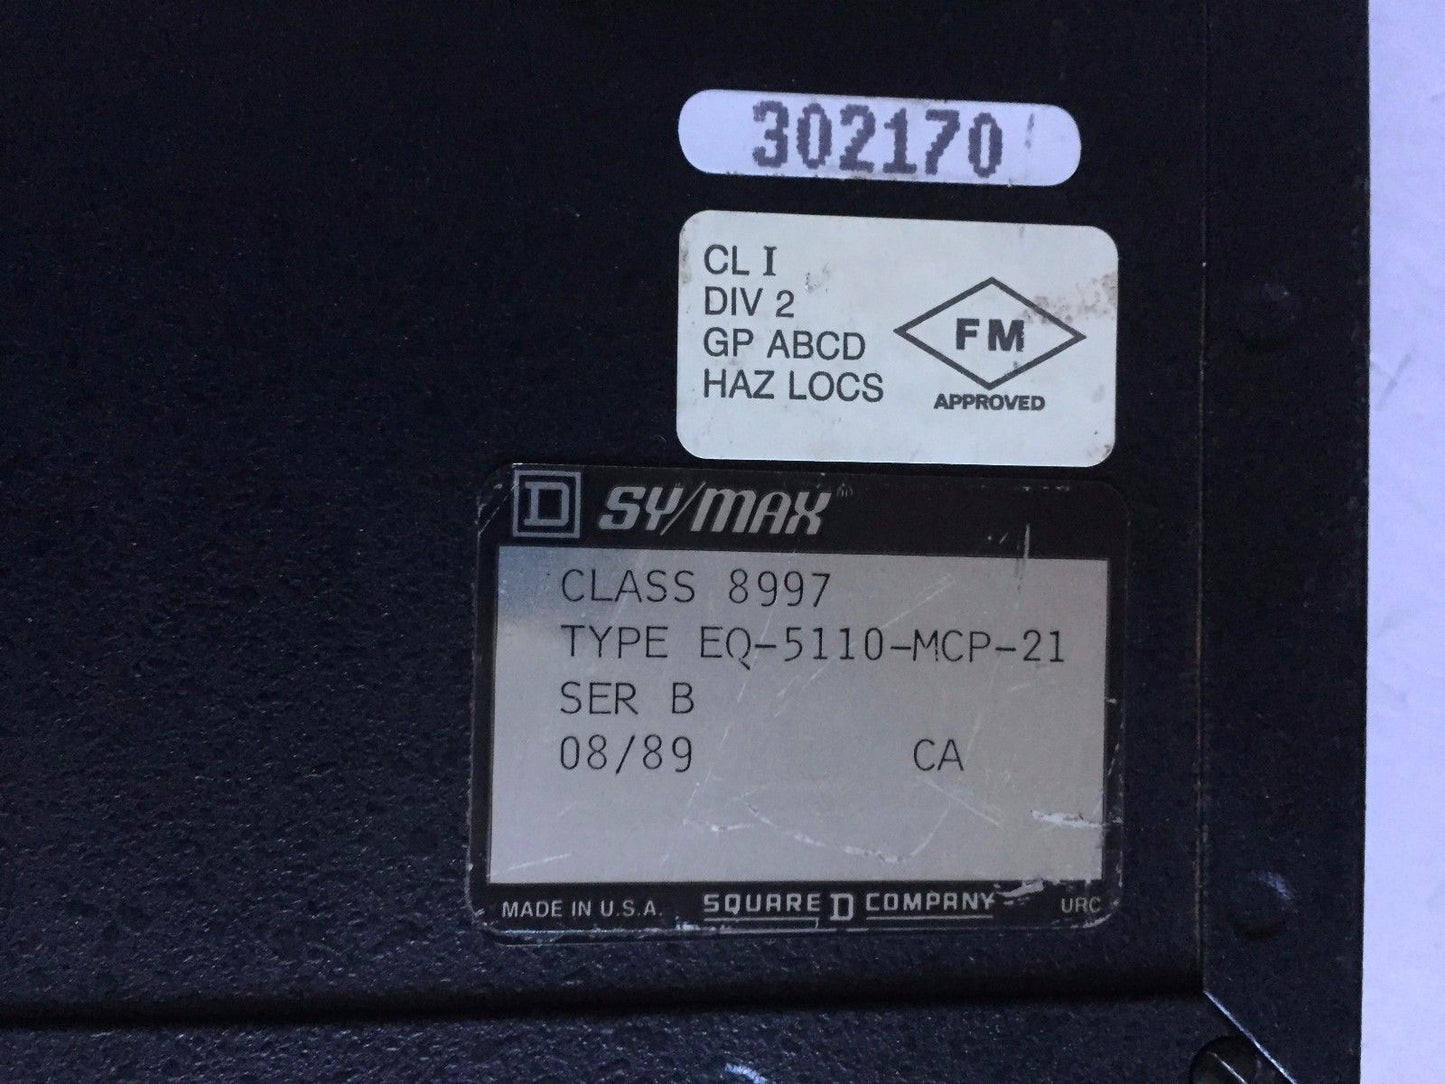 302170
CL I
DIV 2
GP ABCD
HAZ LOCS
FM
APPROVED
D SY/MAX
CLASS 8997
TYPE EQ-5110-MCP-21
SER B
08/89 CA
MADE IN U.S.A. SQUARE D COMPANY URC